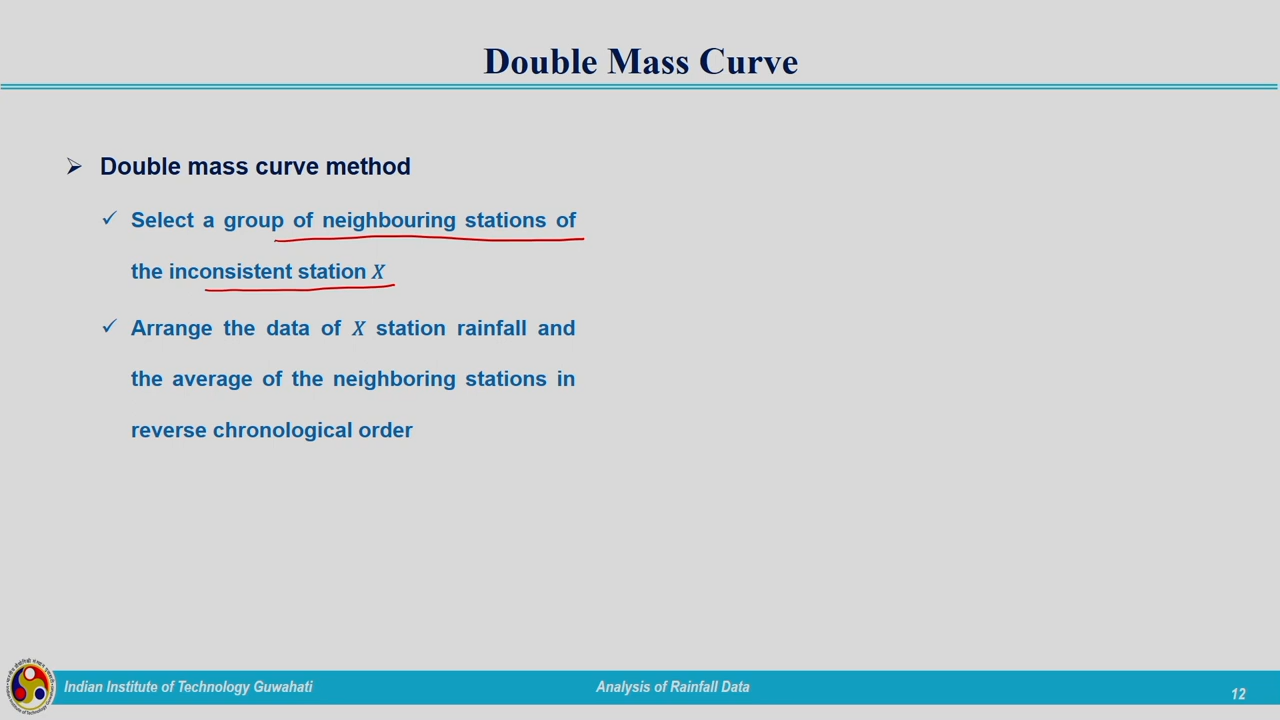 Double Mass Curve
➢ Double mass curve method
✓ Select a group of neighbouring stations of
the inconsistent station X
✓ Arrange the data of X station rainfall and
the average of the neighboring stations in
reverse chronological order
Indian Institute of Technology Guwahati
Analysis of Rainfall Data
12